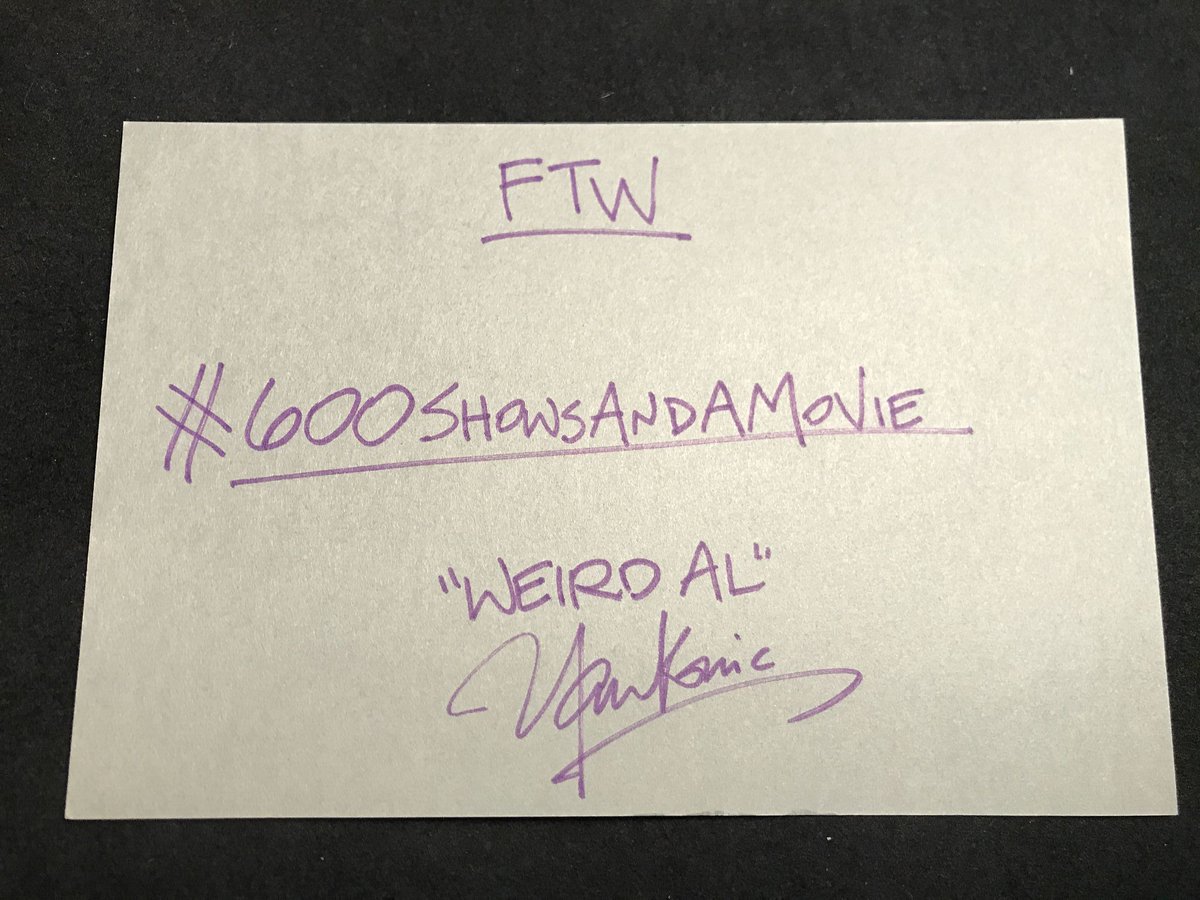 FTW
#600SHOWSANDAMOVIE
"WEIRD AL"
Yankovic